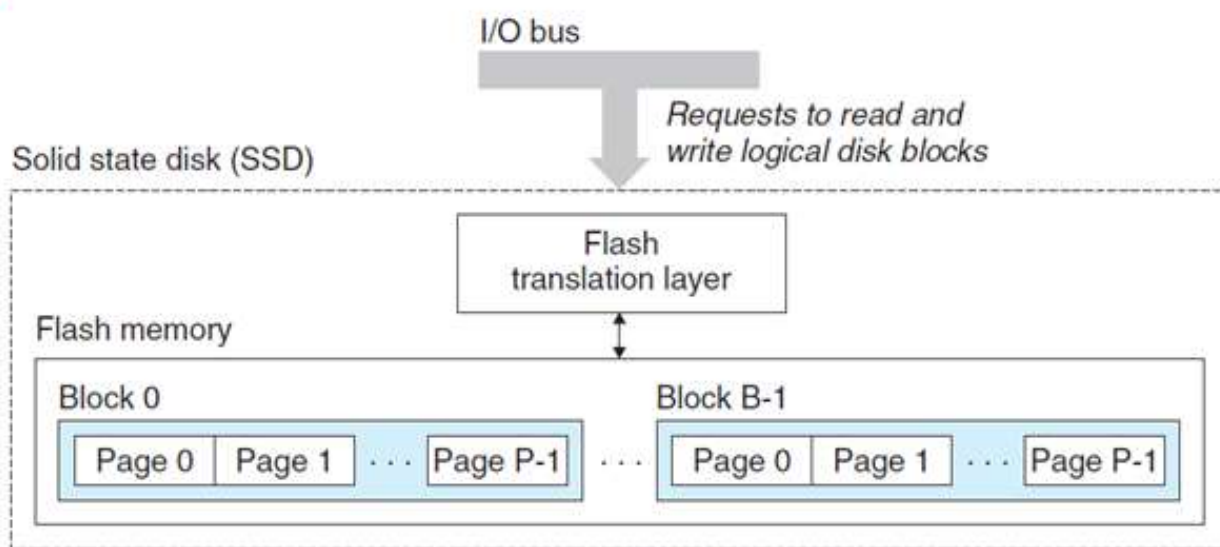 I/O bus
Requests to read and
write logical disk blocks
Solid state disk (SSD)
Flash
translation layer
Flash memory
Block 0
Block B-1
Page 0 Page 1 · · · Page P-1 · · · Page 0 Page 1 · · · Page P-1